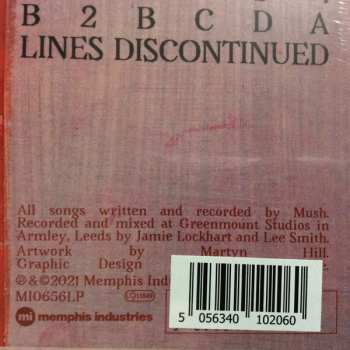 B 2 B C D A
LINES DISCONTINUED
All songs written and recorded by Mush.
Recorded and mixed at Greenmount Studios in
Armley, Leeds by Jamie Lockhart and Lee Smith.
Artwork by Martyn Hill.
Graphic Design
℗&©2021 Memphis Indus
MI0656LP
mi memphis industries
5 056340 102060